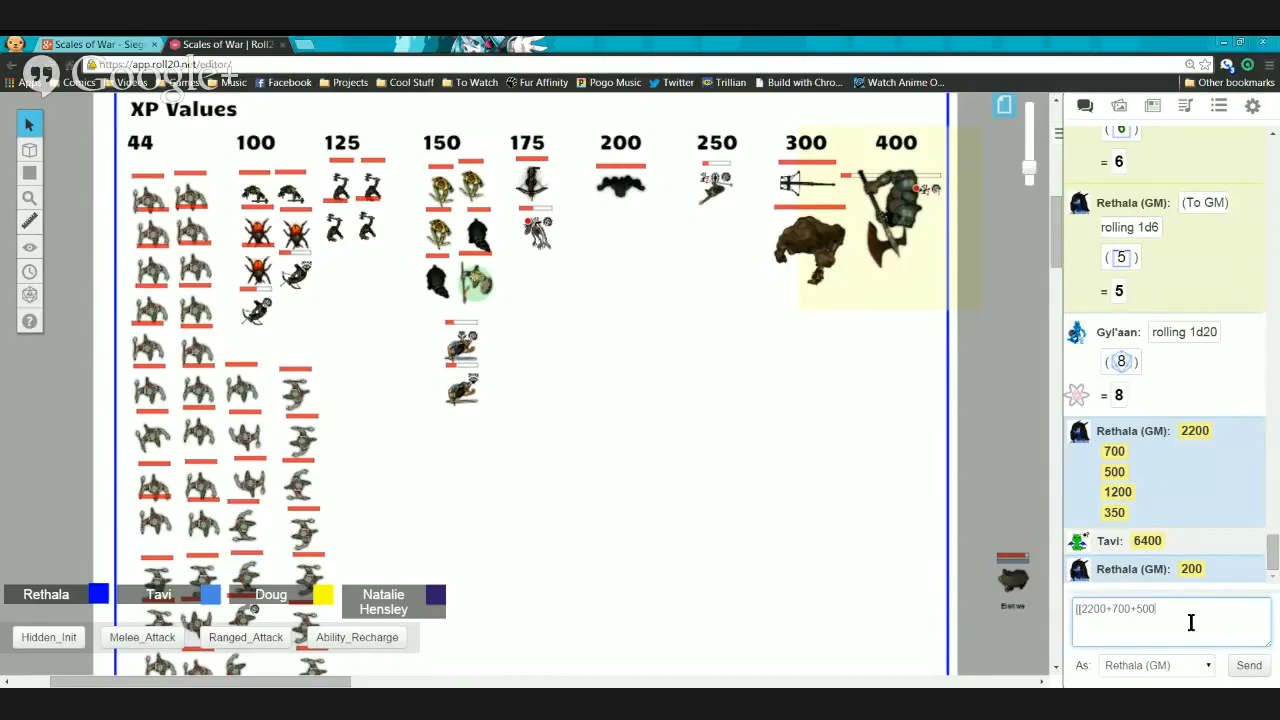 Scales of War - Sieg
Scales of War | Roll2
https://app.roll20.net/editor/
Google+
Apps
Comics
Videos
Games
Music
Facebook
Projects
Cool Stuff
To Watch
Fur Affinity
Pogo Music
Twitter
Trillian
Build with Chro...
Watch Anime O...
Other bookmarks
XP Values
44 100 125 150 175 200 250 300 400
6
= 6
Rethala: (To GM)
rolling 1d6
( 5 )
= 5
Gyl'aan: rolling 1d20
( 8 )
= 8
Rethala (GM): 2200
700
500
1200
350
Tavi: 6400
Rethala (GM): 200
[[2200+700+500
As: Rethala (GM)
Send
Rethala
Tavi
Doug
Natalie
Hensley
Hidden_Init
Melee_Attack
Ranged_Attack
Ability_Recharge